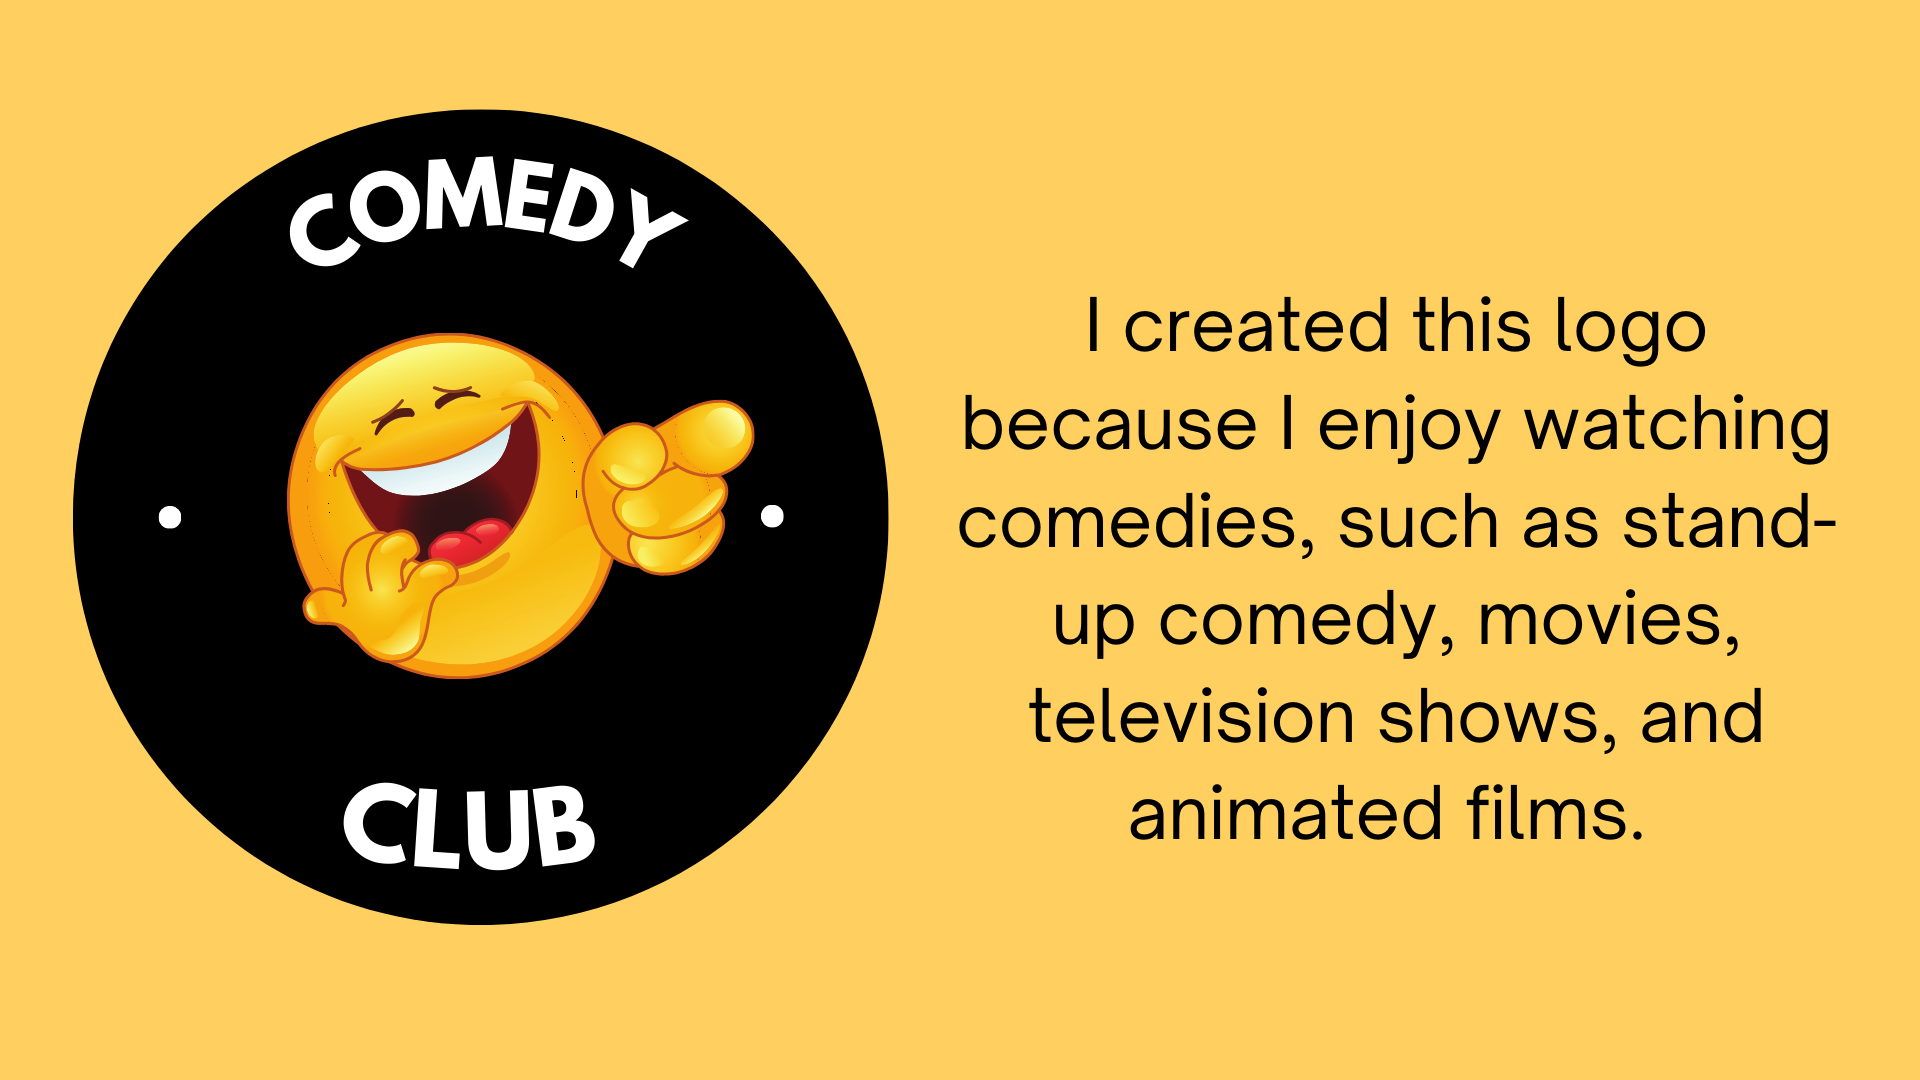 COMEDY
CLUB
I created this logo
because I enjoy watching
comedies, such as stand-
up comedy, movies,
television shows, and
animated films.